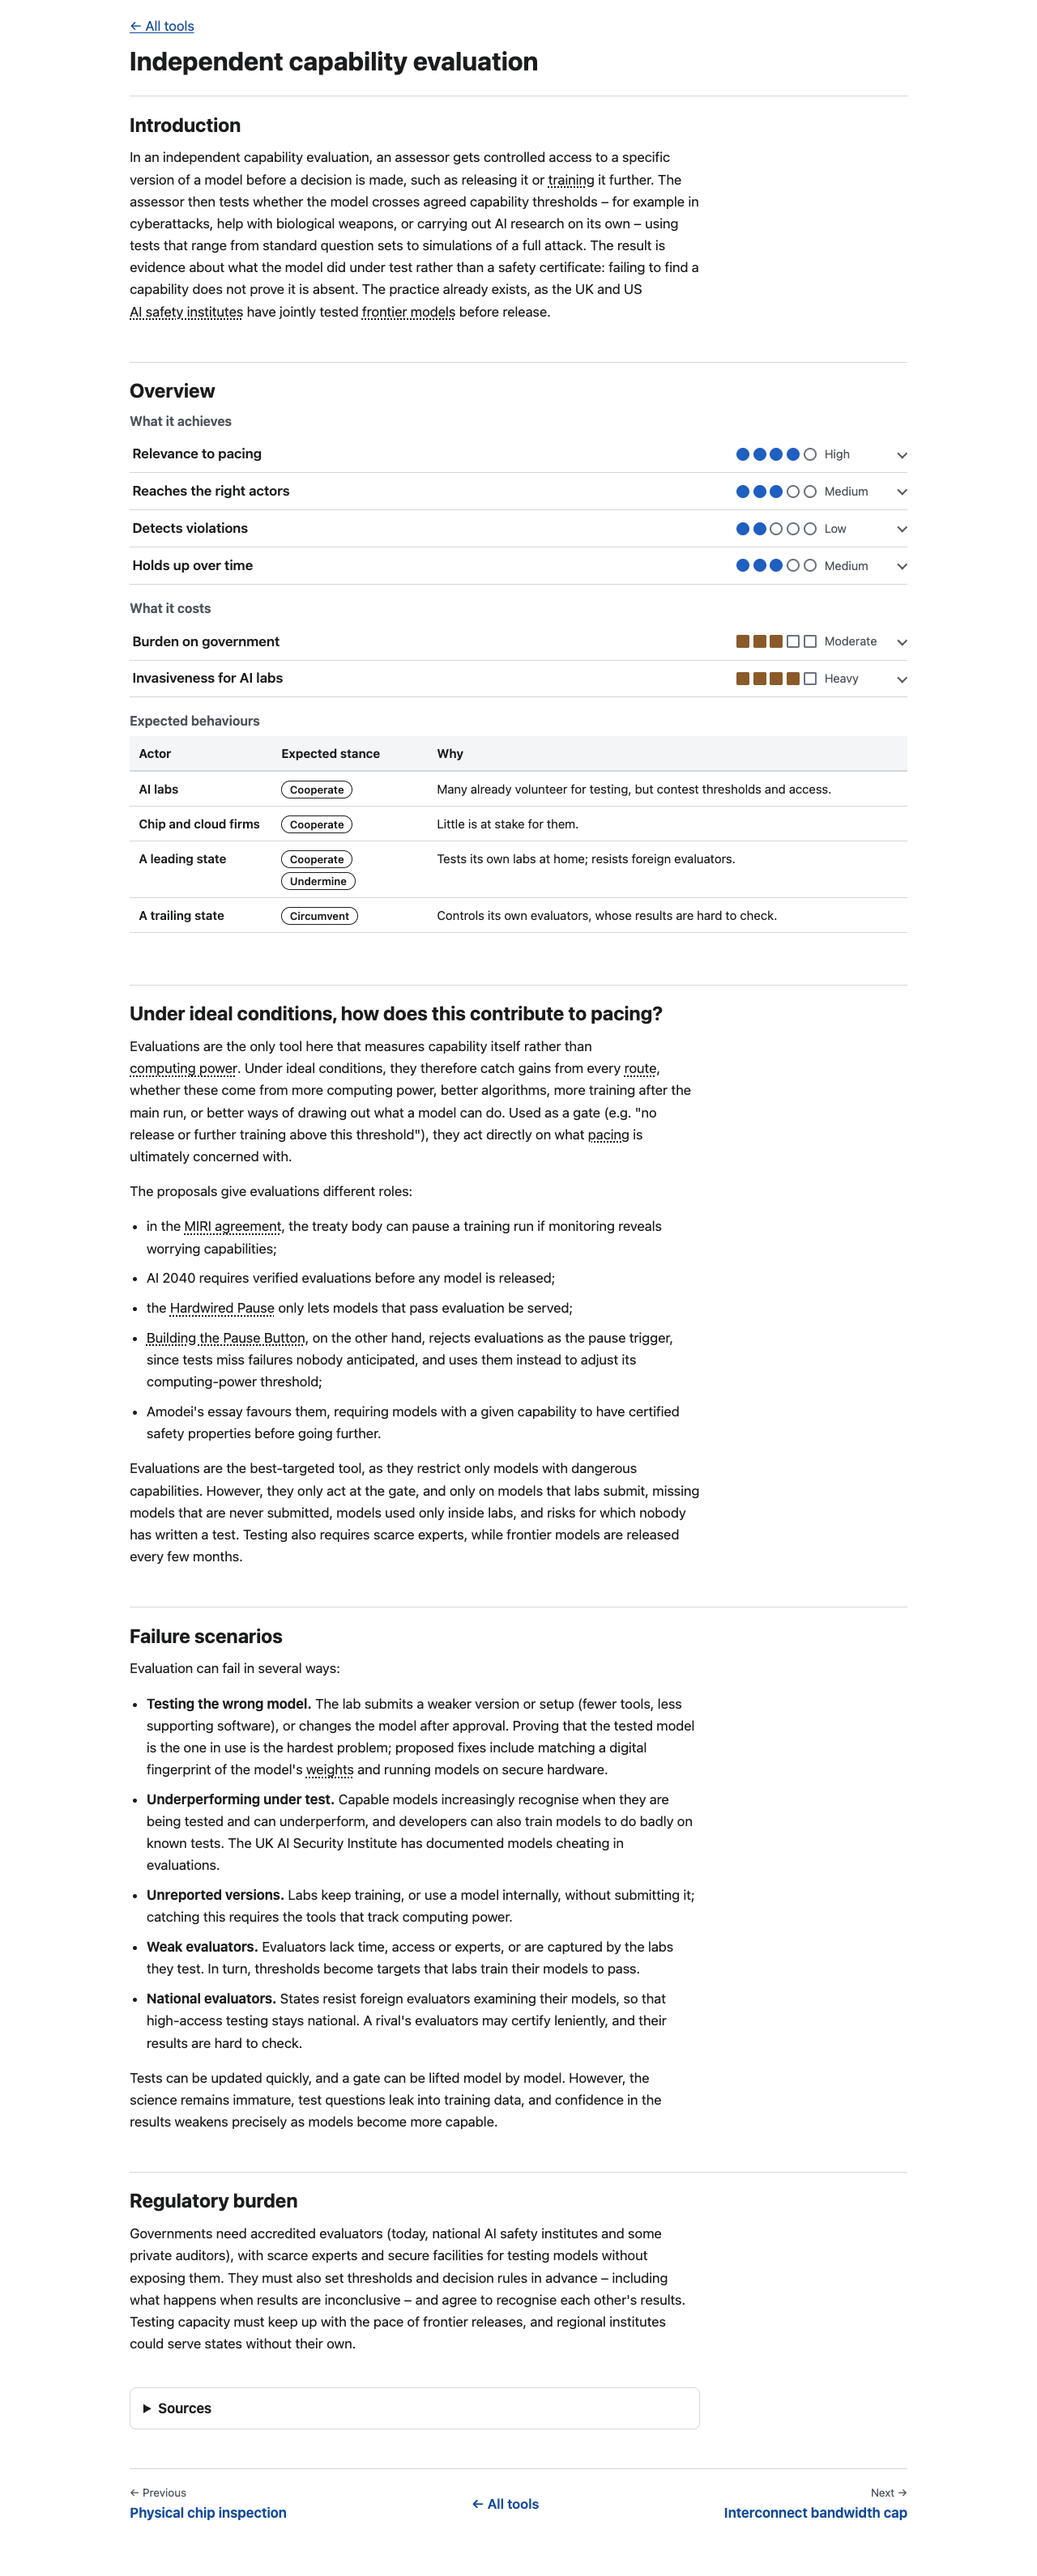 ← All tools
Independent capability evaluation
Introduction
In an independent capability evaluation, an assessor gets controlled access to a specific
version of a model before a decision is made, such as releasing it or training it further. The
assessor then tests whether the model crosses agreed capability thresholds – for example in
cyberattacks, help with biological weapons, or carrying out AI research on its own – using
tests that range from standard question sets to simulations of a full attack. The result is
evidence about what the model did under test rather than a safety certificate: failing to find a
capability does not prove it is absent. The practice already exists, as the UK and US
AI safety institutes have jointly tested frontier models before release.
Overview
What it achieves
Relevance to pacing High
Reaches the right actors Medium
Detects violations Low
Holds up over time Medium
What it costs
Burden on government Moderate
Invasiveness for AI labs Heavy
Expected behaviours
Actor Expected stance Why
AI labs Cooperate Many already volunteer for testing, but contest thresholds and access.
Chip and cloud firms Cooperate Little is at stake for them.
A leading state Cooperate Tests its own labs at home; resists foreign evaluators.
Undermine
A trailing state Circumvent Controls its own evaluators, whose results are hard to check.
Under ideal conditions, how does this contribute to pacing?
Evaluations are the only tool here that measures capability itself rather than
computing power. Under ideal conditions, they therefore catch gains from every route,
whether these come from more computing power, better algorithms, more training after the
main run, or better ways of drawing out what a model can do. Used as a gate (e.g. "no
release or further training above this threshold"), they act directly on what pacing is
ultimately concerned with.
The proposals give evaluations different roles:
• in the MIRI agreement, the treaty body can pause a training run if monitoring reveals
worrying capabilities;
• AI 2040 requires verified evaluations before any model is released;
• the Hardwired Pause only lets models that pass evaluation be served;
• Building the Pause Button, on the other hand, rejects evaluations as the pause trigger,
since tests miss failures nobody anticipated, and uses them instead to adjust its
computing-power threshold;
• Amodei's essay favours them, requiring models with a given capability to have certified
safety properties before going further.
Evaluations are the best-targeted tool, as they restrict only models with dangerous
capabilities. However, they only act at the gate, and only on models that labs submit, missing
models that are never submitted, models used only inside labs, and risks for which nobody
has written a test. Testing also requires scarce experts, while frontier models are released
every few months.
Failure scenarios
Evaluation can fail in several ways:
• Testing the wrong model. The lab submits a weaker version or setup (fewer tools, less
supporting software), or changes the model after approval. Proving that the tested model
is the one in use is the hardest problem; proposed fixes include matching a digital
fingerprint of the model's weights and running models on secure hardware.
• Underperforming under test. Capable models increasingly recognise when they are
being tested and can underperform, and developers can also train models to do badly on
known tests. The UK AI Security Institute has documented models cheating in
evaluations.
• Unreported versions. Labs keep training, or use a model internally, without submitting it;
catching this requires the tools that track computing power.
• Weak evaluators. Evaluators lack time, access or experts, or are captured by the labs
they test. In turn, thresholds become targets that labs train their models to pass.
• National evaluators. States resist foreign evaluators examining their models, so that
high-access testing stays national. A rival's evaluators may certify leniently, and their
results are hard to check.
Tests can be updated quickly, and a gate can be lifted model by model. However, the
science remains immature, test questions leak into training data, and confidence in the
results weakens precisely as models become more capable.
Regulatory burden
Governments need accredited evaluators (today, national AI safety institutes and some
private auditors), with scarce experts and secure facilities for testing models without
exposing them. They must also set thresholds and decision rules in advance – including
what happens when results are inconclusive – and agree to recognise each other's results.
Testing capacity must keep up with the pace of frontier releases, and regional institutes
could serve states without their own.
▶ Sources
← Previous
Physical chip inspection
← All tools
Next →
Interconnect bandwidth cap